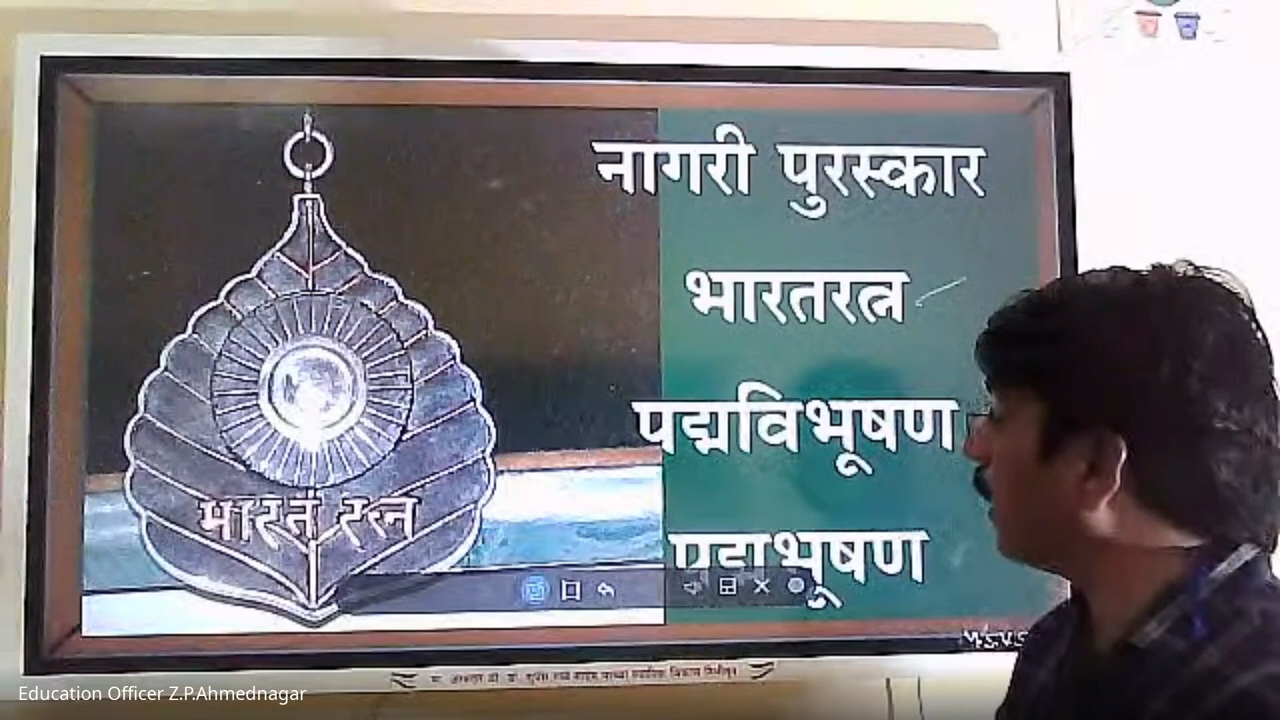 नागरी पुरस्कार
भारतरत्न
पद्मविभूषण
पद्मभूषण
भारत रत्न
M.S.V.S
Education Officer Z.P.Ahmednagar